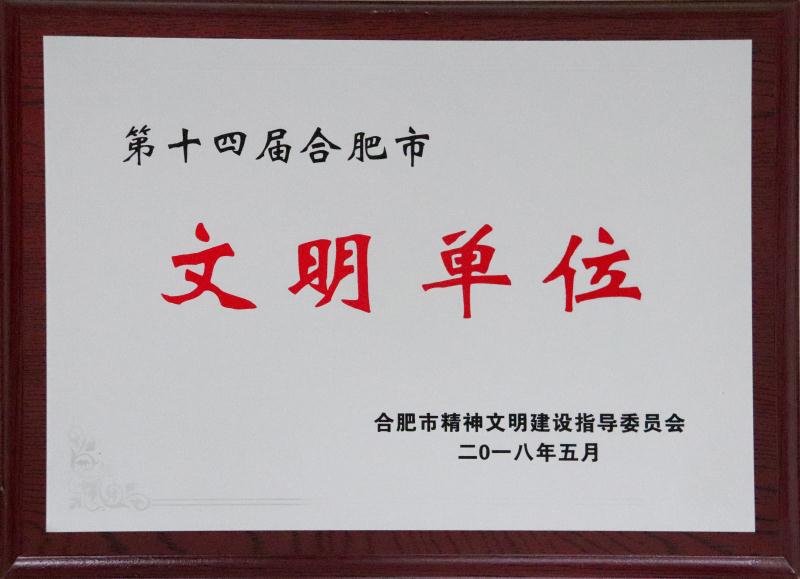 第十四届合肥市
文明单位
合肥市精神文明建设指导委员会
二0一八年五月